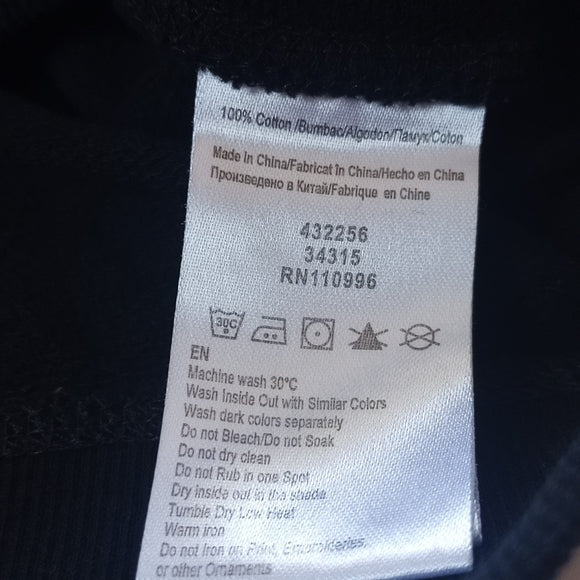 100% Cotton /Bumbac/Algodon/Памук/Coton
Made in China/Fabricat în China/Hecho en China
Произведено в Китай/Fabrique en Chine
432256
34315
RN110996
30C
EN
Machine wash 30°C
Wash Inside Out with Similar Colors
Wash dark colors separately
Do not Bleach/Do not Soak
Do not dry clean
Do not Rub in one Spot
Dry inside out in the shade
Tumble Dry Low Heat
Warm iron
Do not Iron on Print, Embroideries,
or other Ornaments